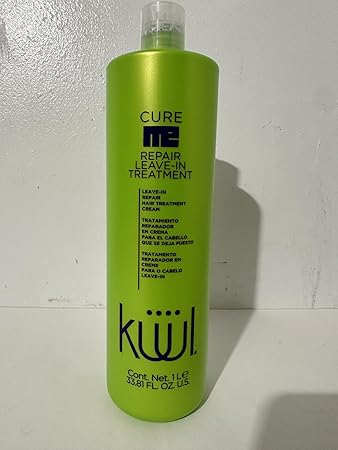 CURE
me
REPAIR
LEAVE-IN
TREATMENT
LEAVE-IN
REPAIR
HAIR TREATMENT
CREAM
TRATAMIENTO
REPARADOR
EN CREMA
PARA EL CABELLO
QUE SE DEJA PUESTO
TRATAMENTO
REPARADOR EM
CREME
PARA O CABELO
LEAVE-IN
küül.
Cont. Net. 1 L e
33.81 FL. OZ. U.S.